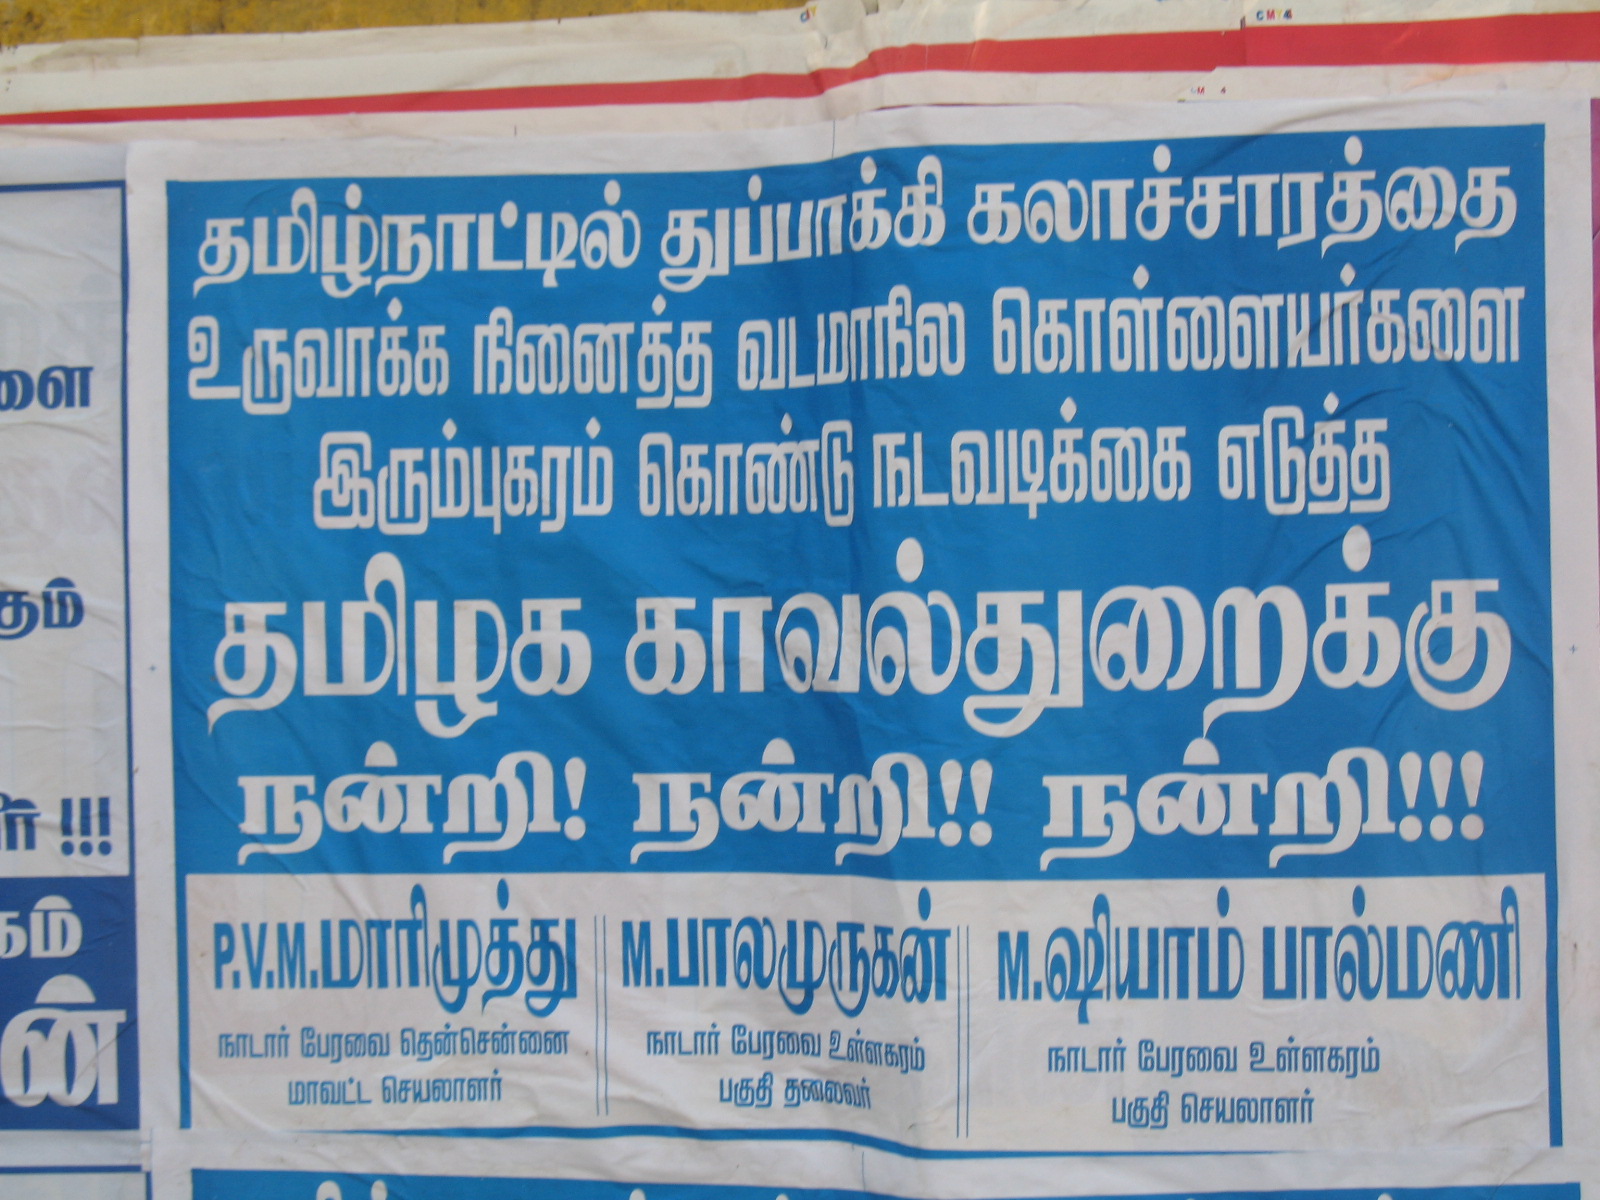 தமிழ்நாட்டில் துப்பாக்கி கலாச்சாரத்தை
உருவாக்க நினைத்த வடமாநில கொள்ளையர்களை
இரும்புகரம் கொண்டு நடவடிக்கை எடுத்த
தமிழக காவல்துறைக்கு
நன்றி! நன்றி!! நன்றி!!!
P.V.M.மாரிமுத்து
நாடார் பேரவை தென்சென்னை
மாவட்ட செயலாளர்
M.பாலமுருகன்
நாடார் பேரவை உள்ளகரம்
பகுதி தலைவர்
M.ஷியாம் பால்மணி
நாடார் பேரவை உள்ளகரம்
பகுதி செயலாளர்